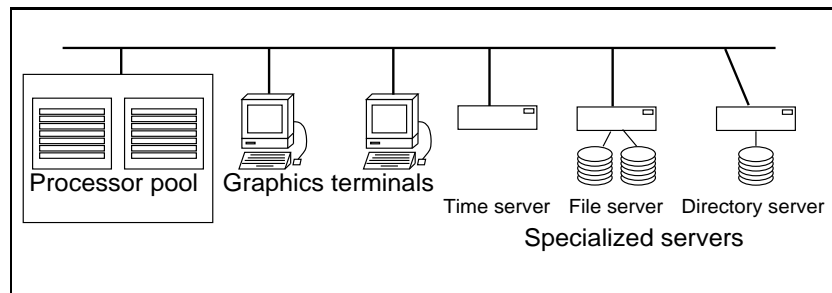 Processor pool
Graphics terminals
Time server
File server
Directory server
Specialized servers